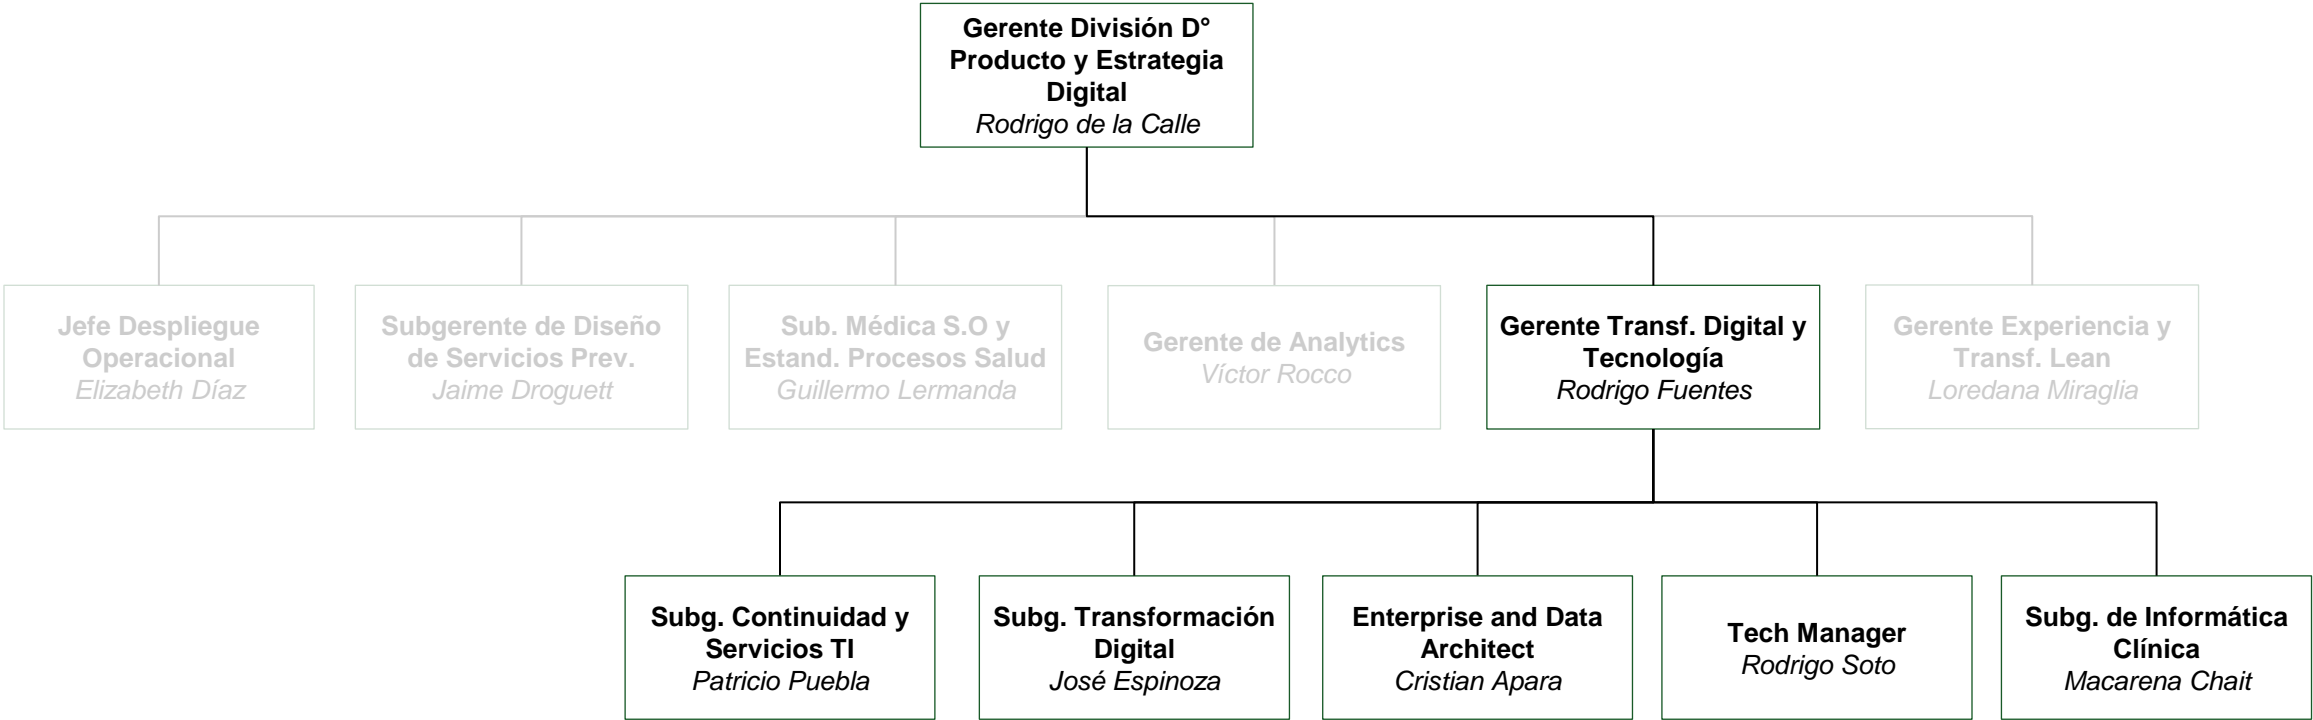 Gerente División D°
Producto y Estrategia
Digital
Rodrigo de la Calle
Jefe Despliegue
Operacional
Elizabeth Díaz
Subgerente de Diseño
de Servicios Prev.
Jaime Droguett
Sub. Médica S.O y
Estand. Procesos Salud
Guillermo Lermanda
Gerente de Analytics
Víctor Rocco
Gerente Transf. Digital y
Tecnología
Rodrigo Fuentes
Gerente Experiencia y
Transf. Lean
Loredana Miraglia
Subg. Continuidad y
Servicios TI
Patricio Puebla
Subg. Transformación
Digital
José Espinoza
Enterprise and Data
Architect
Cristian Apara
Tech Manager
Rodrigo Soto
Subg. de Informática
Clínica
Macarena Chait